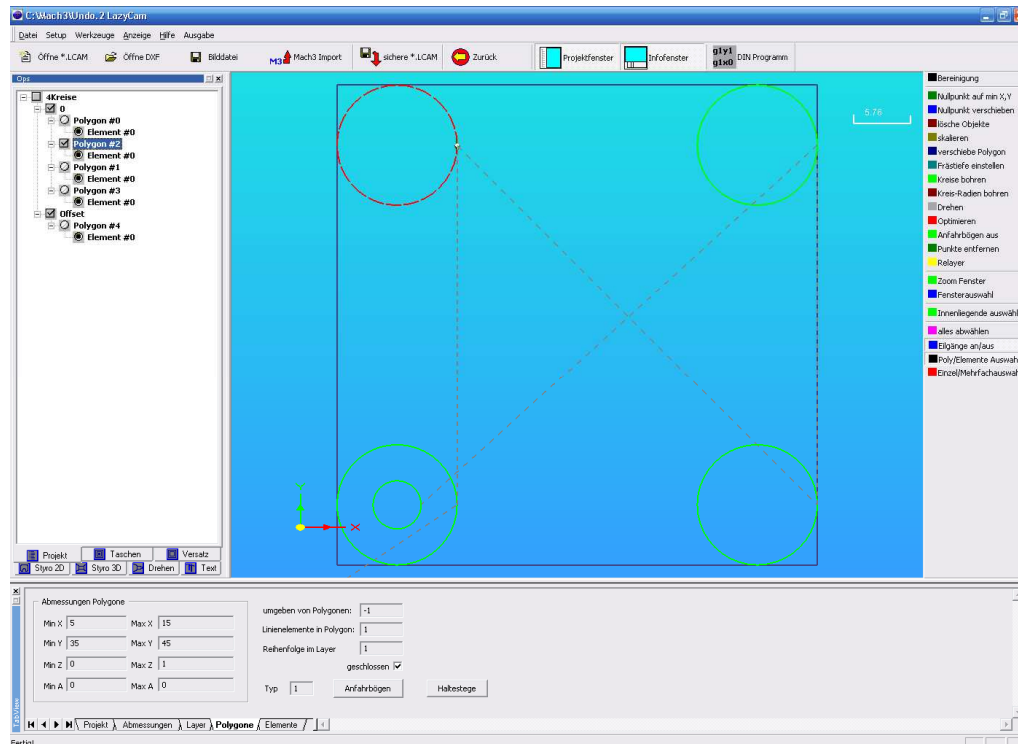 C:\Mach3\Undo.2 LazyCam
Datei Setup Werkzeuge Anzeige Hilfe Ausgabe
Öffne *.LCAM Öffne DXF Bilddatei M3 Mach3 Import sichere *.LCAM Zurück Projektfenster Infofenster g1y1 g1x0 DIN Programm
Ops
4Kreise
0
Polygon #0
Element #0
Polygon #2
Element #0
Polygon #1
Element #0
Polygon #3
Element #0
Offset
Polygon #4
Element #0
5.76
Y
X
Bereinigung
Nullpunkt auf min X,Y
Nullpunkt verschieben
lösche Objekte
skalieren
verschiebe Polygon
Frästiefe einstellen
Kreise bohren
Kreis-Radien bohren
Drehen
Optimieren
Anfahrbögen aus
Punkte entfernen
Relayer
Zoom Fenster
Fensterauswahl
Innenliegende auswähl
alles abwählen
Eilgänge an/aus
Poly/Elemente Auswah
Einzel/Mehrfachauswah
Projekt Taschen Versatz
Styro 2D Styro 3D Drehen Text
Abmessungen Polygone
Min X 5 Max X 15
Min Y 35 Max Y 45
Min Z 0 Max Z 1
Min A 0 Max A 0
umgeben von Polygonen: -1
Linienelemente in Polygon: 1
Reihenfolge im Layer 1
geschlossen
Typ 1 Anfahrbögen Haltestege
TabView
Projekt Abmessungen Layer Polygone Elemente
Fertig!